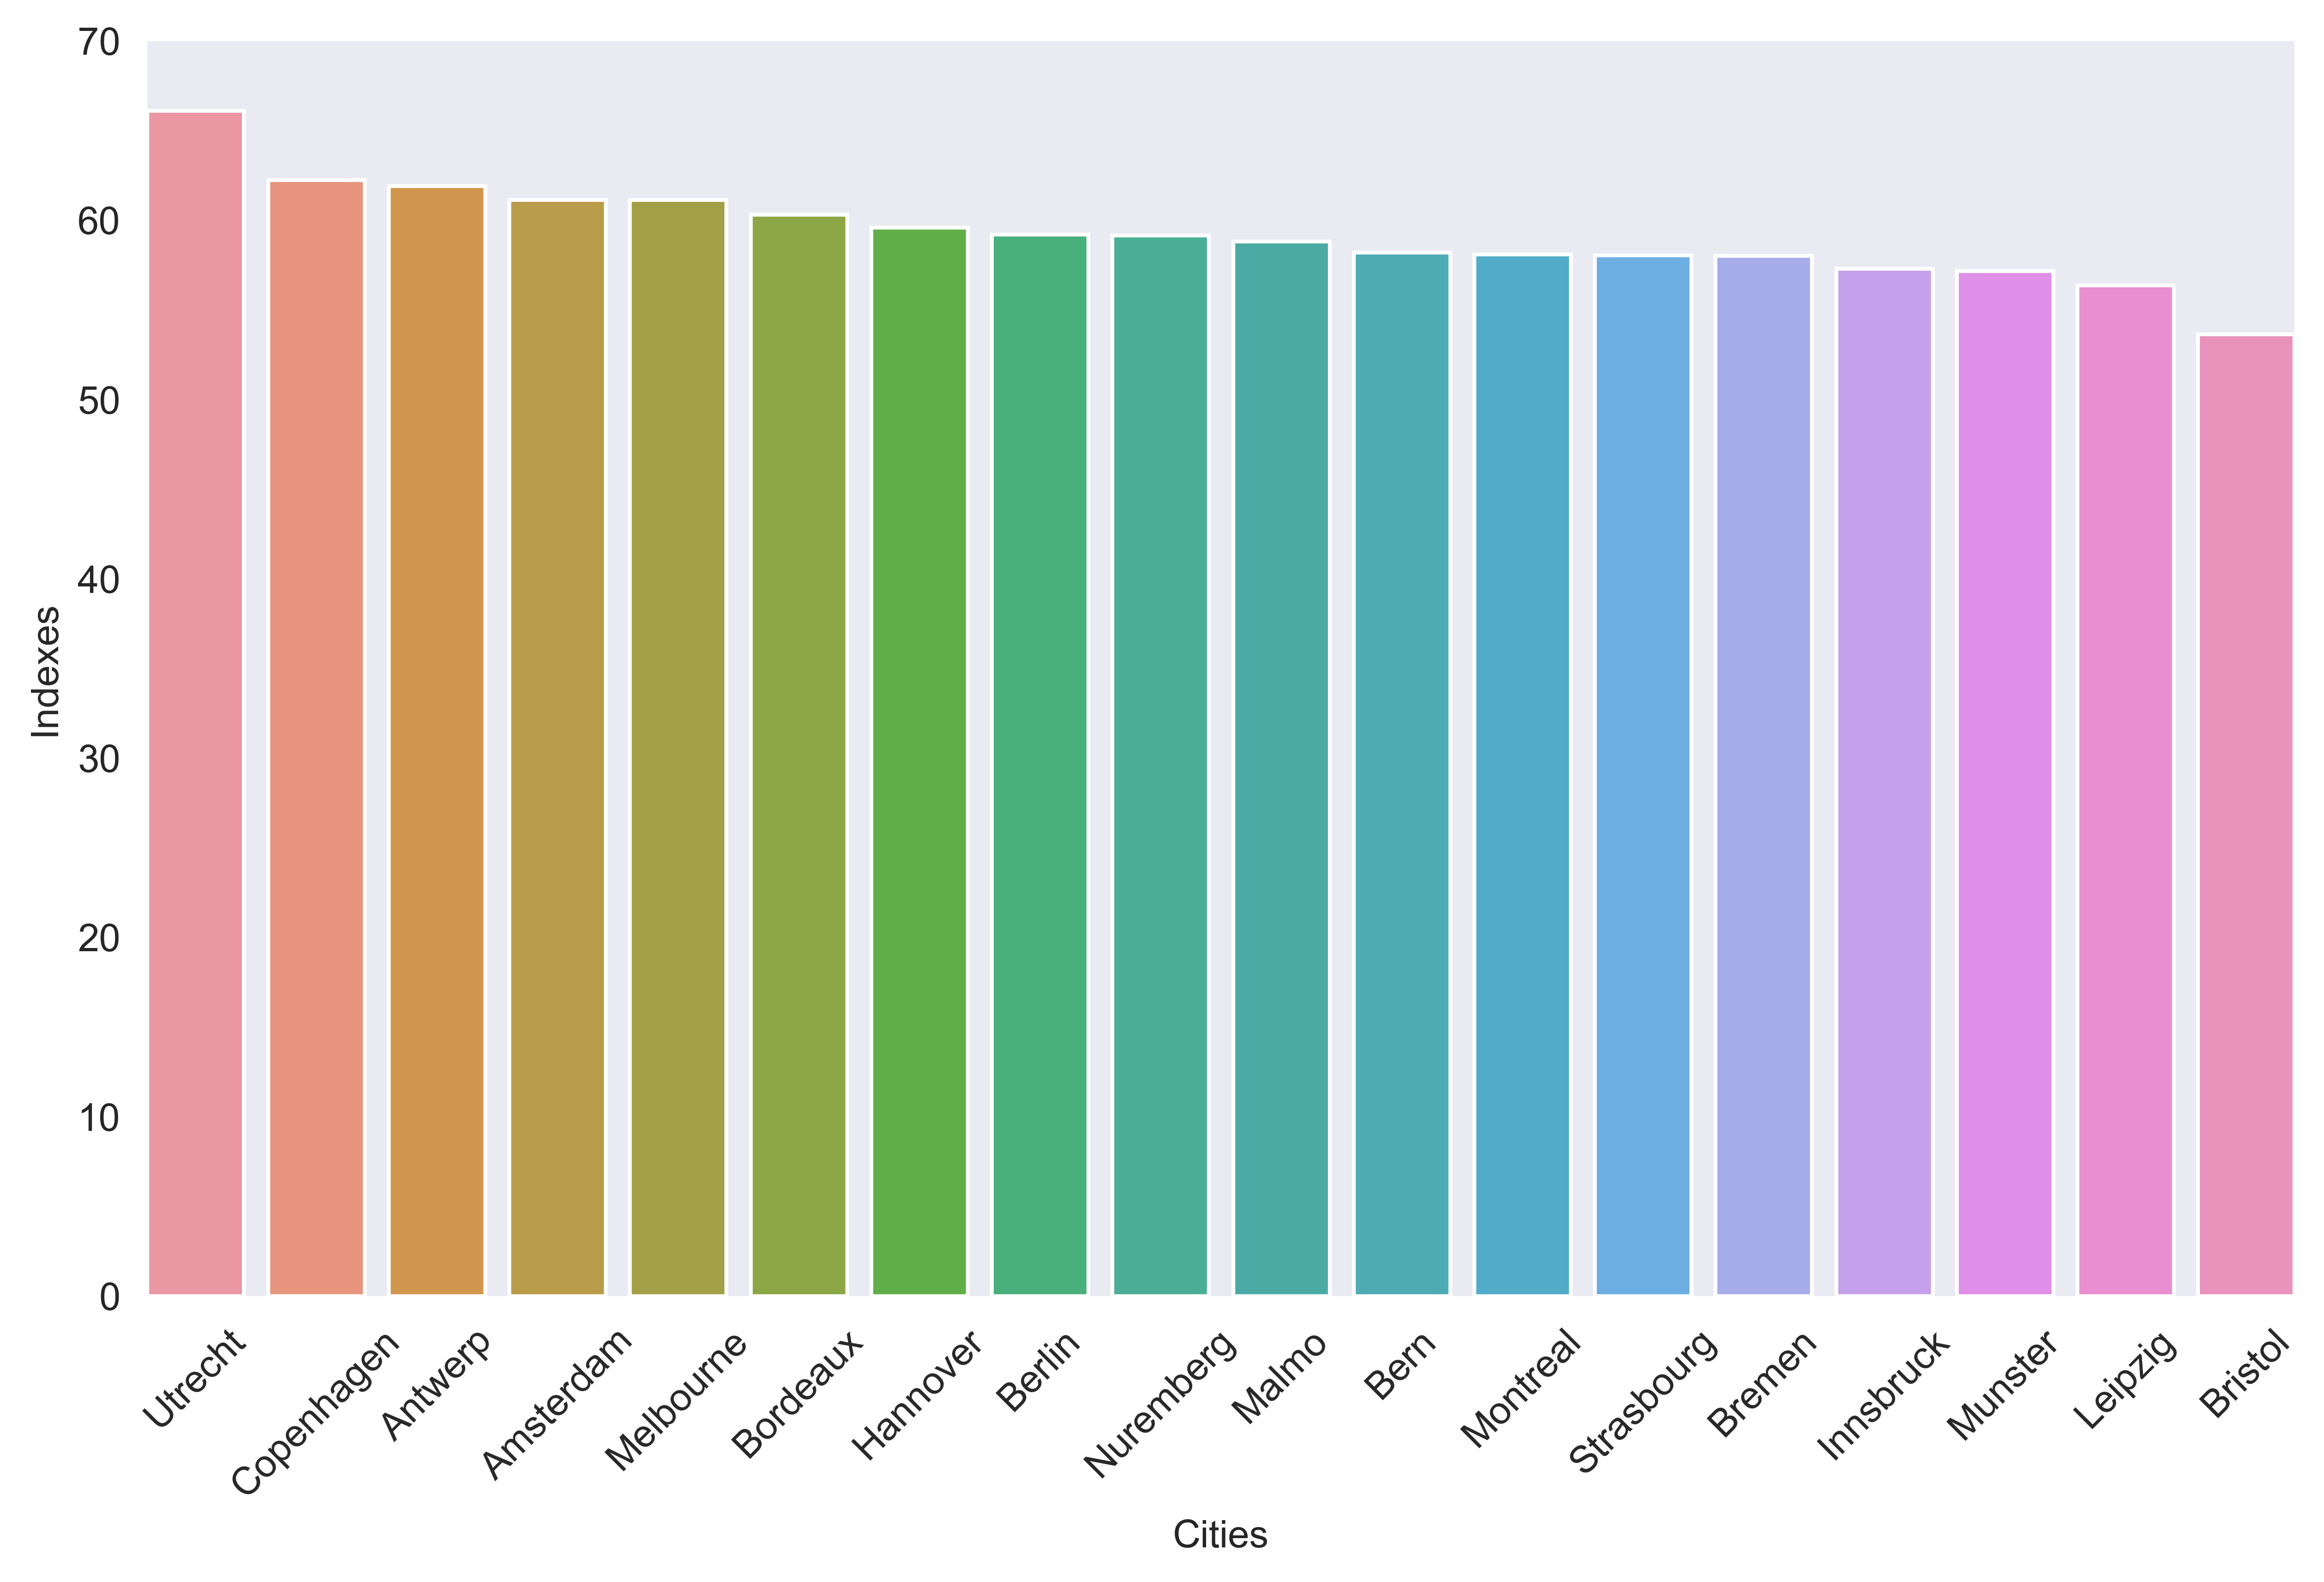 70
60
50
40
30
20
10
0
Indexes
Utrecht
Copenhagen
Antwerp
Amsterdam
Melbourne
Bordeaux
Hannover
Berlin
Nuremberg
Malmo
Bern
Montreal
Strasbourg
Bremen
Innsbruck
Munster
Leipzig
Bristol
Cities